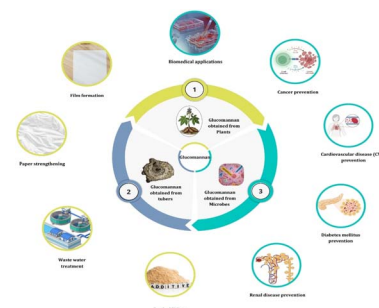 Biomedical applications
Film formation
Cancer prevention
1
Glucomannan
obtained from
Plants
Paper strengthening
Cardiovascular disease (C
prevention
Glucomannan
2
Glucomannan
obtained from
tubers
Glucomannan
obtained from
Microbes
3
Diabetes mellitus
prevention
Waste water
treatment
ADDITIVE
Renal disease prevention